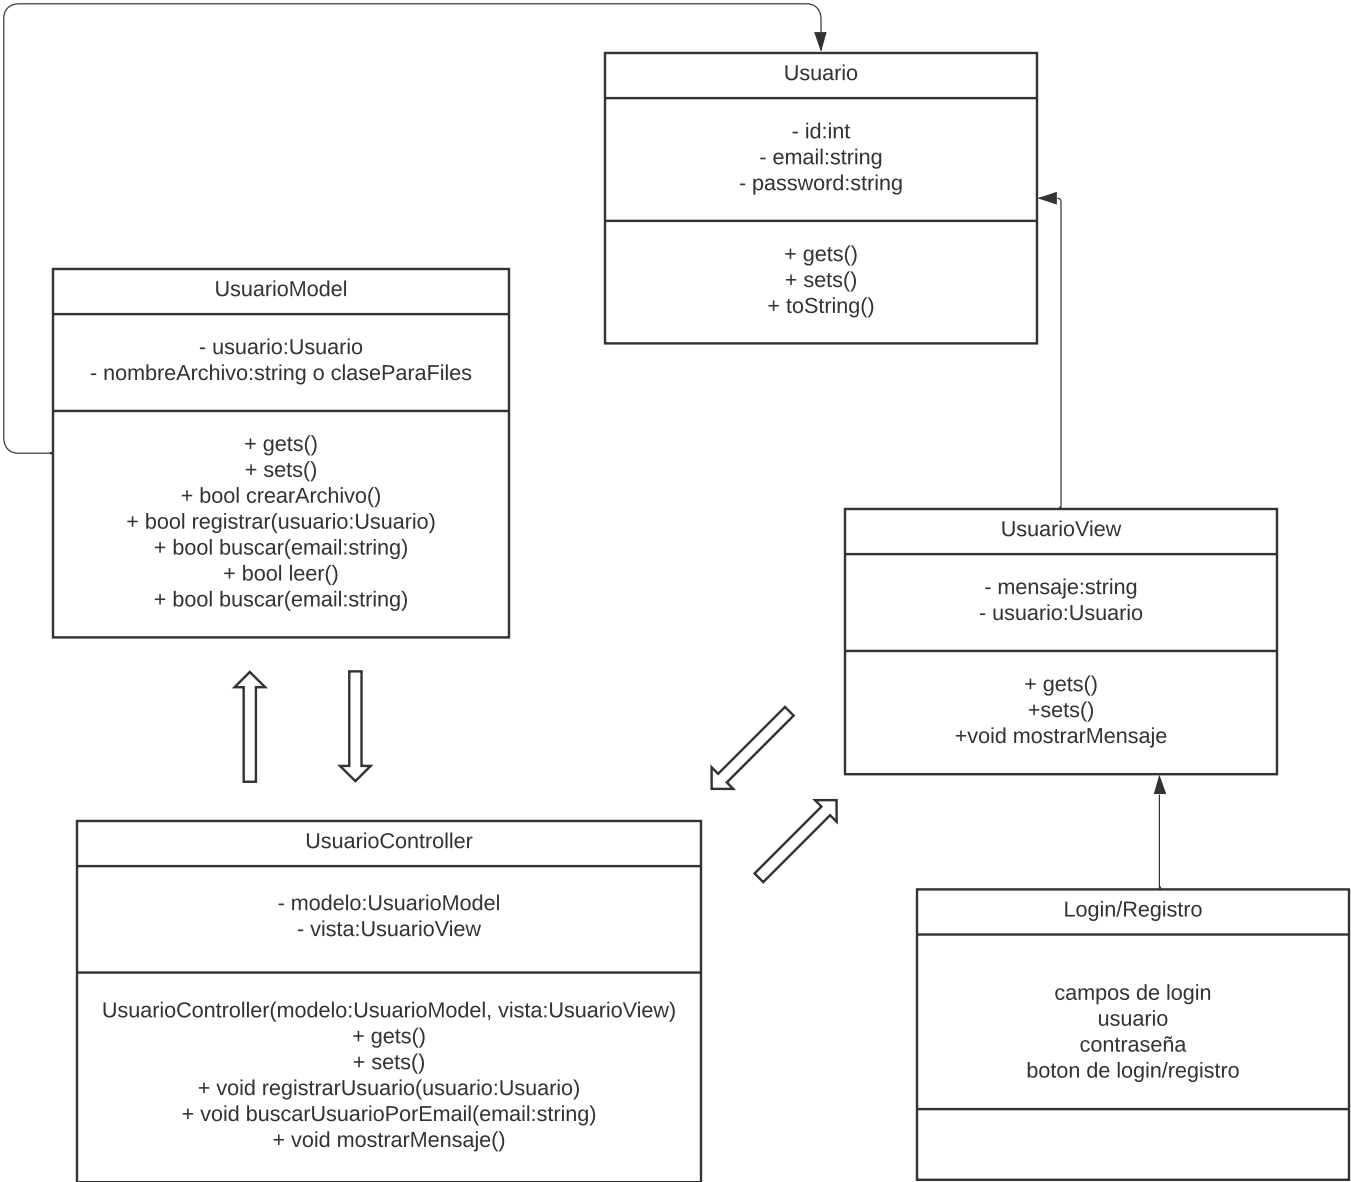 Usuario
- id:int
- email:string
- password:string
+ gets()
+ sets()
+ toString()
UsuarioModel
- usuario:Usuario
- nombreArchivo:string o claseParaFiles
+ gets()
+ sets()
+ bool crearArchivo()
+ bool registrar(usuario:Usuario)
+ bool buscar(email:string)
+ bool leer()
+ bool buscar(email:string)
UsuarioView
- mensaje:string
- usuario:Usuario
+ gets()
+sets()
+void mostrarMensaje
UsuarioController
- modelo:UsuarioModel
- vista:UsuarioView
UsuarioController(modelo:UsuarioModel, vista:UsuarioView)
+ gets()
+ sets()
+ void registrarUsuario(usuario:Usuario)
+ void buscarUsuarioPorEmail(email:string)
+ void mostrarMensaje()
Login/Registro
campos de login
usuario
contraseña
boton de login/registro